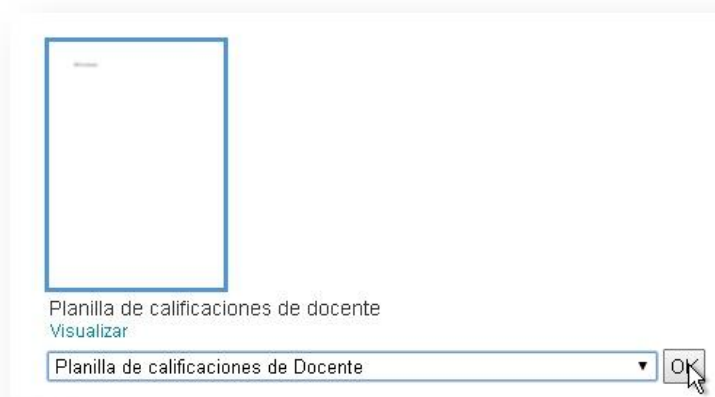 Planilla de calificaciones de docente
Visualizar
Planilla de calificaciones de Docente
OK